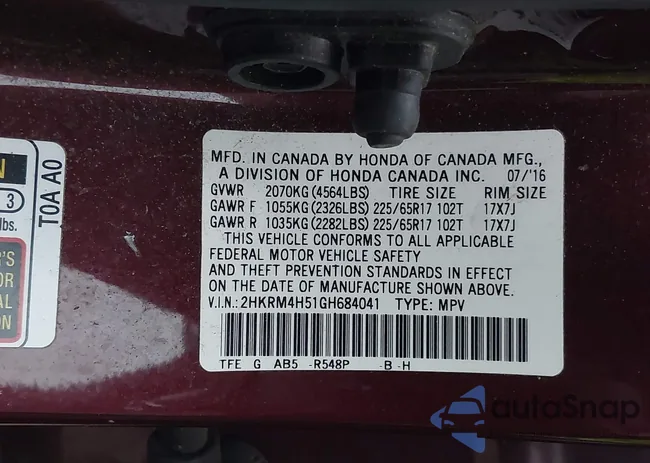 MFD. IN CANADA BY HONDA OF CANADA MFG.,
A DIVISION OF HONDA CANADA INC. 07/'16
GVWR 2070KG(4564LBS) TIRE SIZE RIM SIZE
GAWR F 1055KG(2326LBS) 225/65R17 102T 17X7J
GAWR R 1035KG(2282LBS) 225/65R17 102T 17X7J
THIS VEHICLE CONFORMS TO ALL APPLICABLE
FEDERAL MOTOR VEHICLE SAFETY
AND THEFT PREVENTION STANDARDS IN EFFECT
ON THE DATE OF MANUFACTURE SHOWN ABOVE.
V.I.N.:2HKRM4H51GH684041 TYPE: MPV
TFE G AB5 -R548P -B -H
T0A A0
3
lbs.
autoSnap